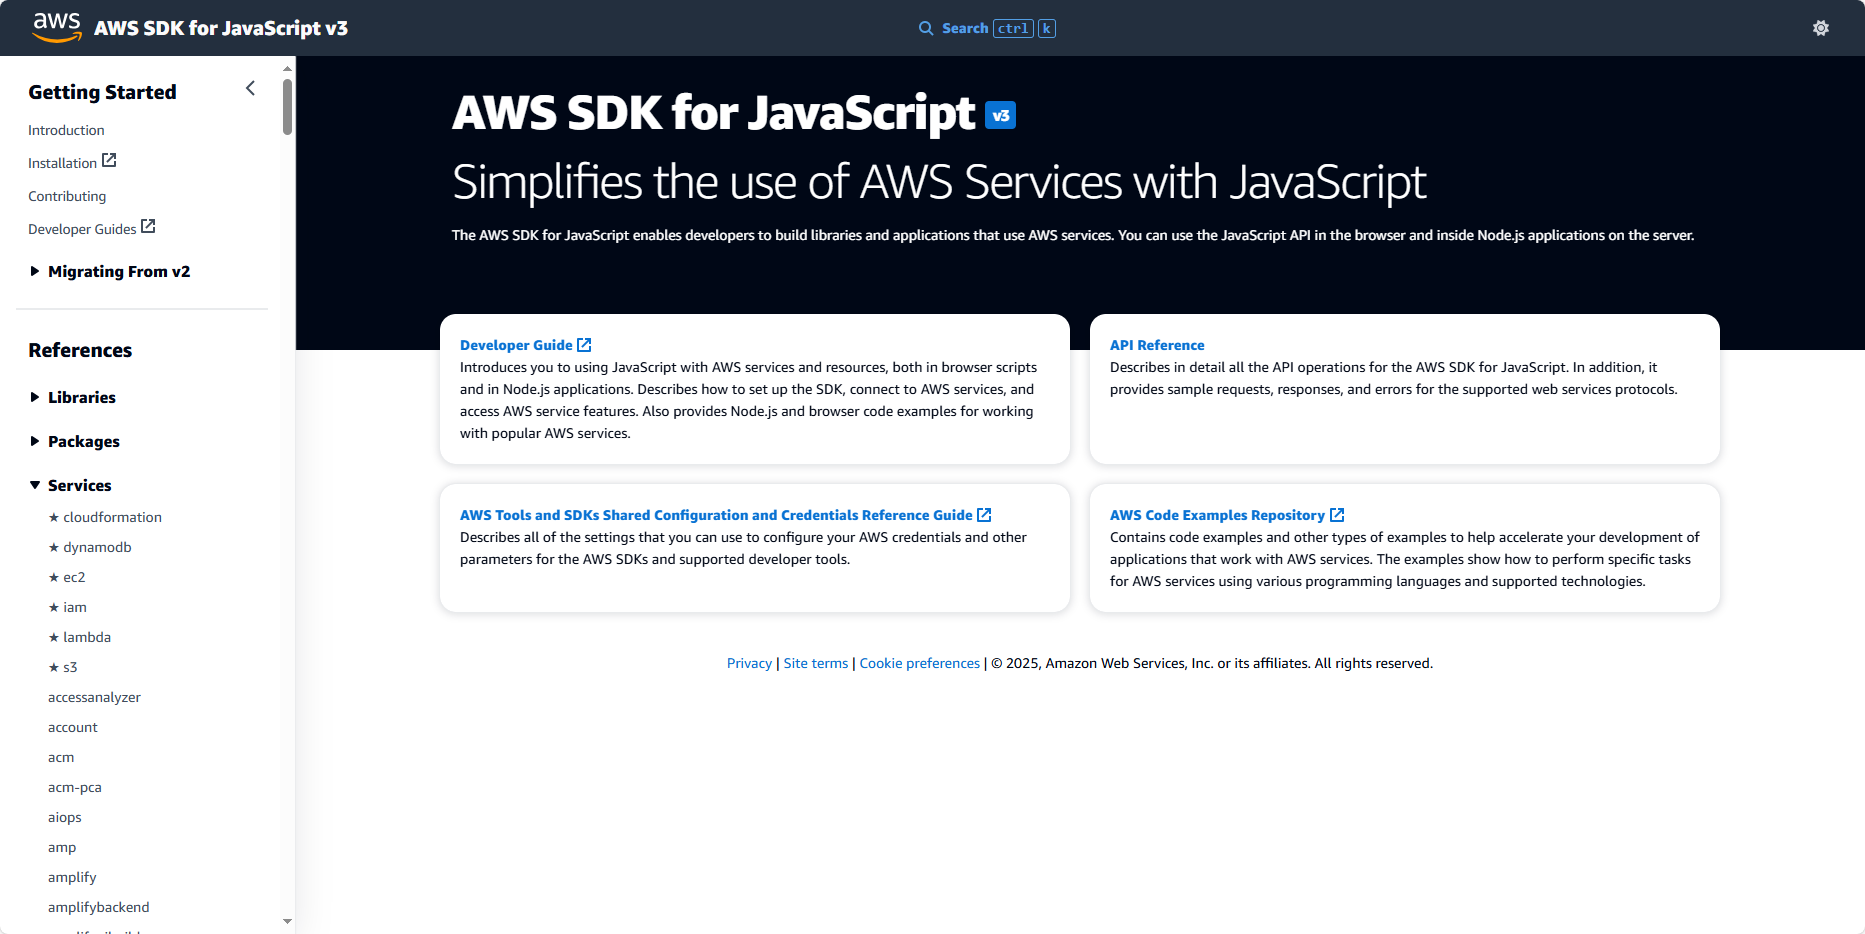 aws AWS SDK for JavaScript v3
Search ctrl k
Getting Started
Introduction
Installation
Contributing
Developer Guides
Migrating From v2
References
Libraries
Packages
Services
★ cloudformation
★ dynamodb
★ ec2
★ iam
★ lambda
★ s3
accessanalyzer
account
acm
acm-pca
aiops
amp
amplify
amplifybackend
AWS SDK for JavaScript v3
Simplifies the use of AWS Services with JavaScript
The AWS SDK for JavaScript enables developers to build libraries and applications that use AWS services. You can use the JavaScript API in the browser and inside Node.js applications on the server.
Developer Guide
Introduces you to using JavaScript with AWS services and resources, both in browser scripts
and in Node.js applications. Describes how to set up the SDK, connect to AWS services, and
access AWS service features. Also provides Node.js and browser code examples for working
with popular AWS services.
API Reference
Describes in detail all the API operations for the AWS SDK for JavaScript. In addition, it
provides sample requests, responses, and errors for the supported web services protocols.
AWS Tools and SDKs Shared Configuration and Credentials Reference Guide
Describes all of the settings that you can use to configure your AWS credentials and other
parameters for the AWS SDKs and supported developer tools.
AWS Code Examples Repository
Contains code examples and other types of examples to help accelerate your development of
applications that work with AWS services. The examples show how to perform specific tasks
for AWS services using various programming languages and supported technologies.
Privacy | Site terms | Cookie preferences | © 2025, Amazon Web Services, Inc. or its affiliates. All rights reserved.